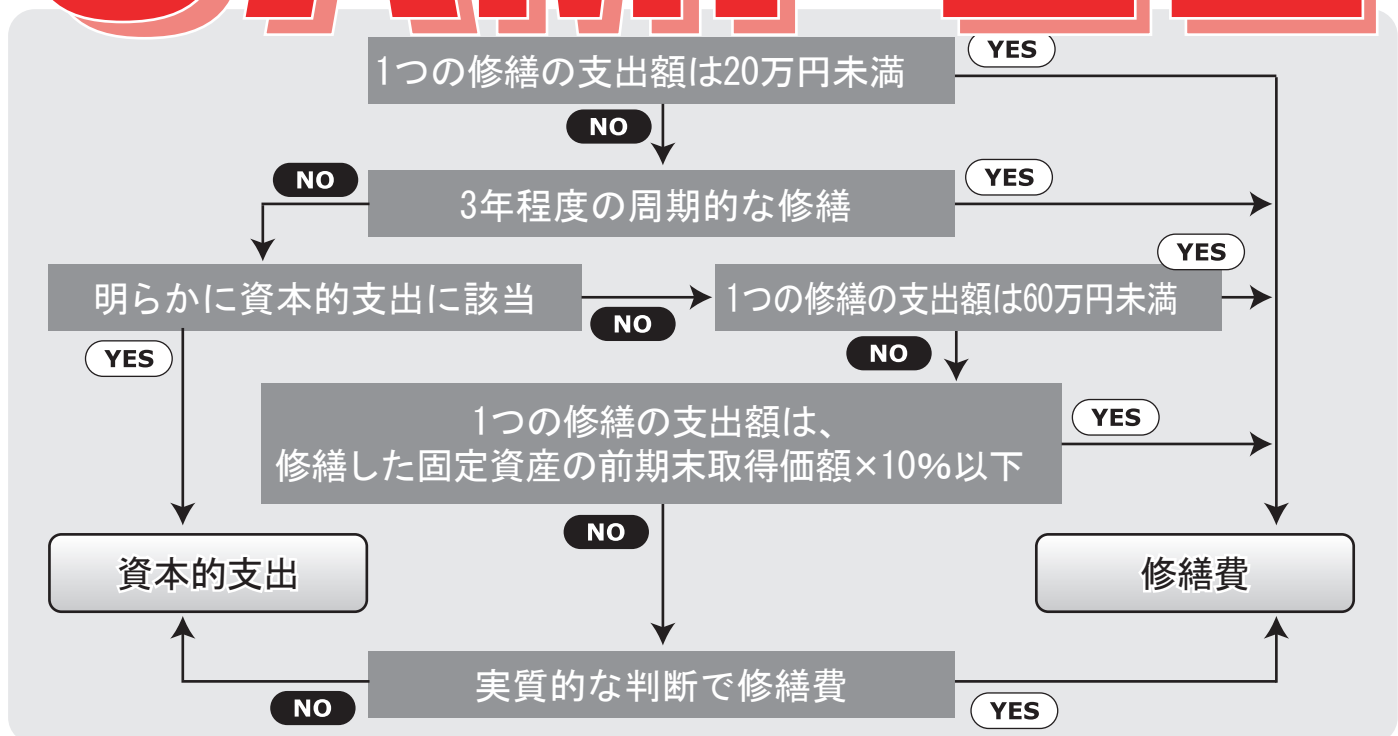 SAMPLE
1つの修繕の支出額は20万円未満
YES
NO
3年程度の周期的な修繕
NO
YES
明らかに資本的支出に該当
NO
YES
1つの修繕の支出額は60万円未満
YES
NO
1つの修繕の支出額は、
修繕した固定資産の前期末取得価額×10%以下
YES
NO
資本的支出
修繕費
実質的な判断で修繕費
NO
YES